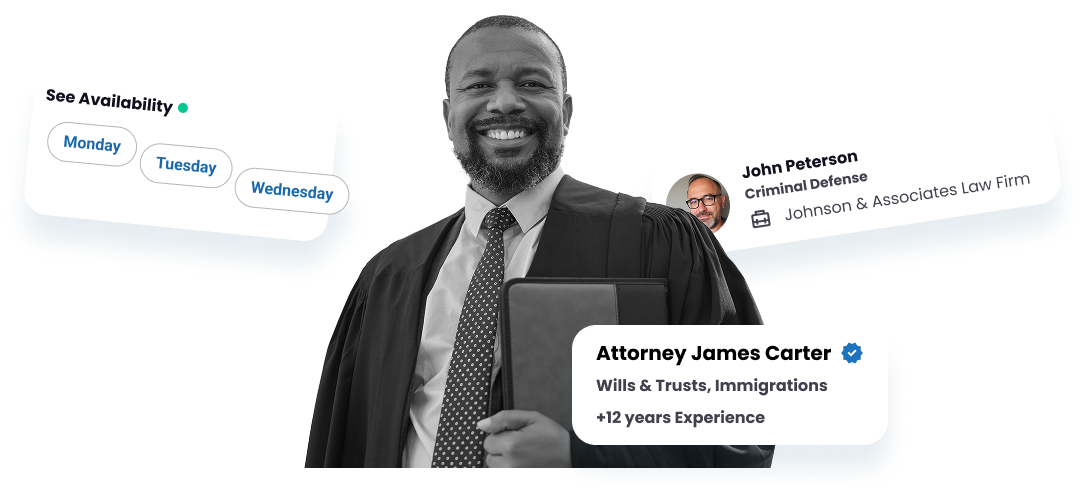 See Availability
Monday
Tuesday
Wednesday
John Peterson
Criminal Defense
Johnson & Associates Law Firm
Attorney James Carter
Wills & Trusts, Immigrations
+12 years Experience